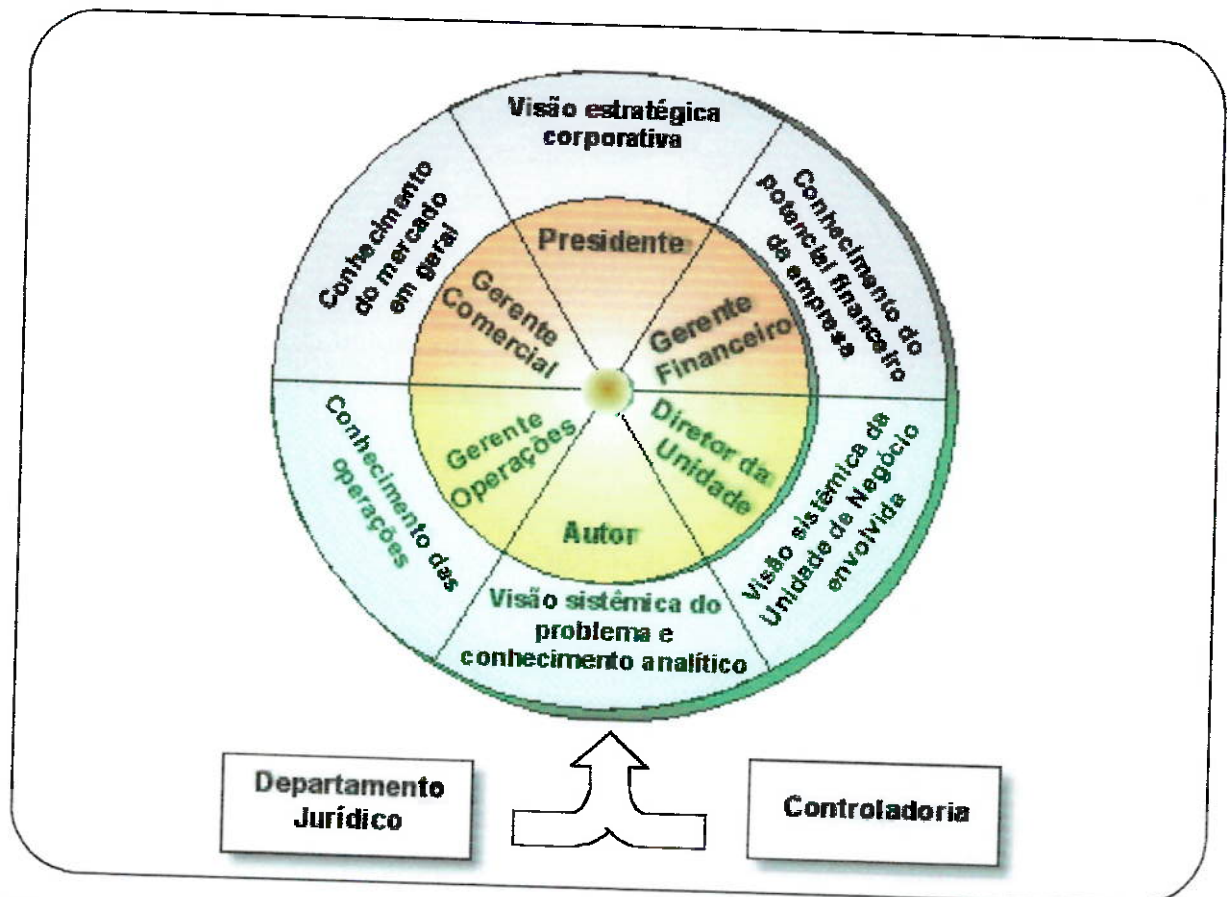 Visão estratégica
corporativa
Conhecimento do
potencial financeiro
da empresa
Visão sistêmica da
Unidade de Negócio
envolvida
Visão sistêmica do
problema e
conhecimento analítico
Conhecimento das
operações
Conhecimento
do mercado
em geral
Presidente
Gerente
Financeiro
Diretor da
Unidade
Autor
Gerente
Operações
Gerente
Comercial
Departamento
Jurídico
Controladoria